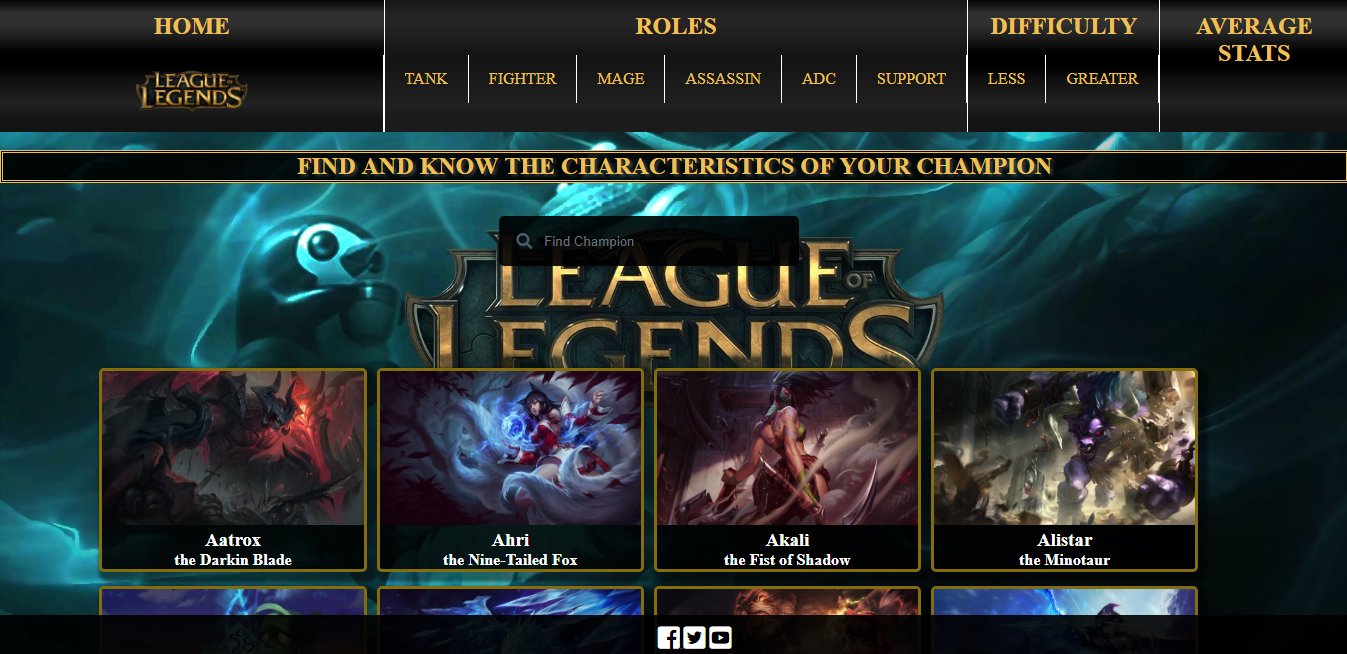 HOME
ROLES
DIFFICULTY
AVERAGE
STATS
LEAGUE OF
LEGENDS
TANK
FIGHTER
MAGE
ASSASSIN
ADC
SUPPORT
LESS
GREATER
FIND AND KNOW THE CHARACTERISTICS OF YOUR CHAMPION
Find Champion
LEAGUE OF
LEGENDS
Aatrox
the Darkin Blade
Ahri
the Nine-Tailed Fox
Akali
the Fist of Shadow
Alistar
the Minotaur